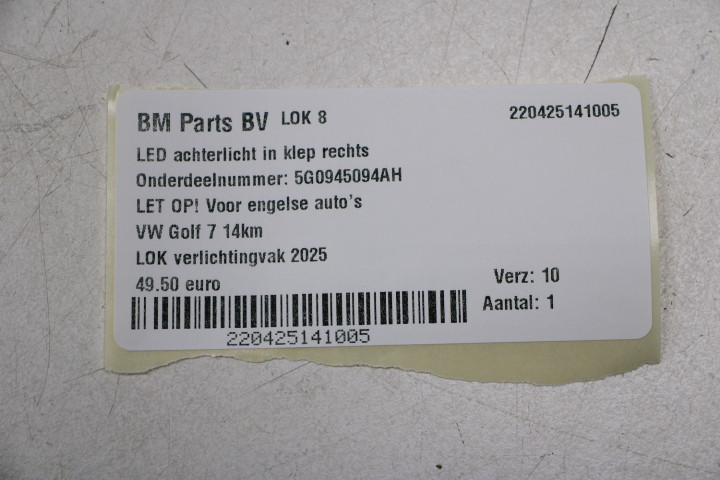 BM Parts BV LOK 8 220425141005
LED achterlicht in klep rechts
Onderdeelnummer: 5G0945094AH
LET OP! Voor engelse auto's
VW Golf 7 14km
LOK verlichtingvak 2025
49.50 euro Verz: 10
Aantal: 1
220425141005